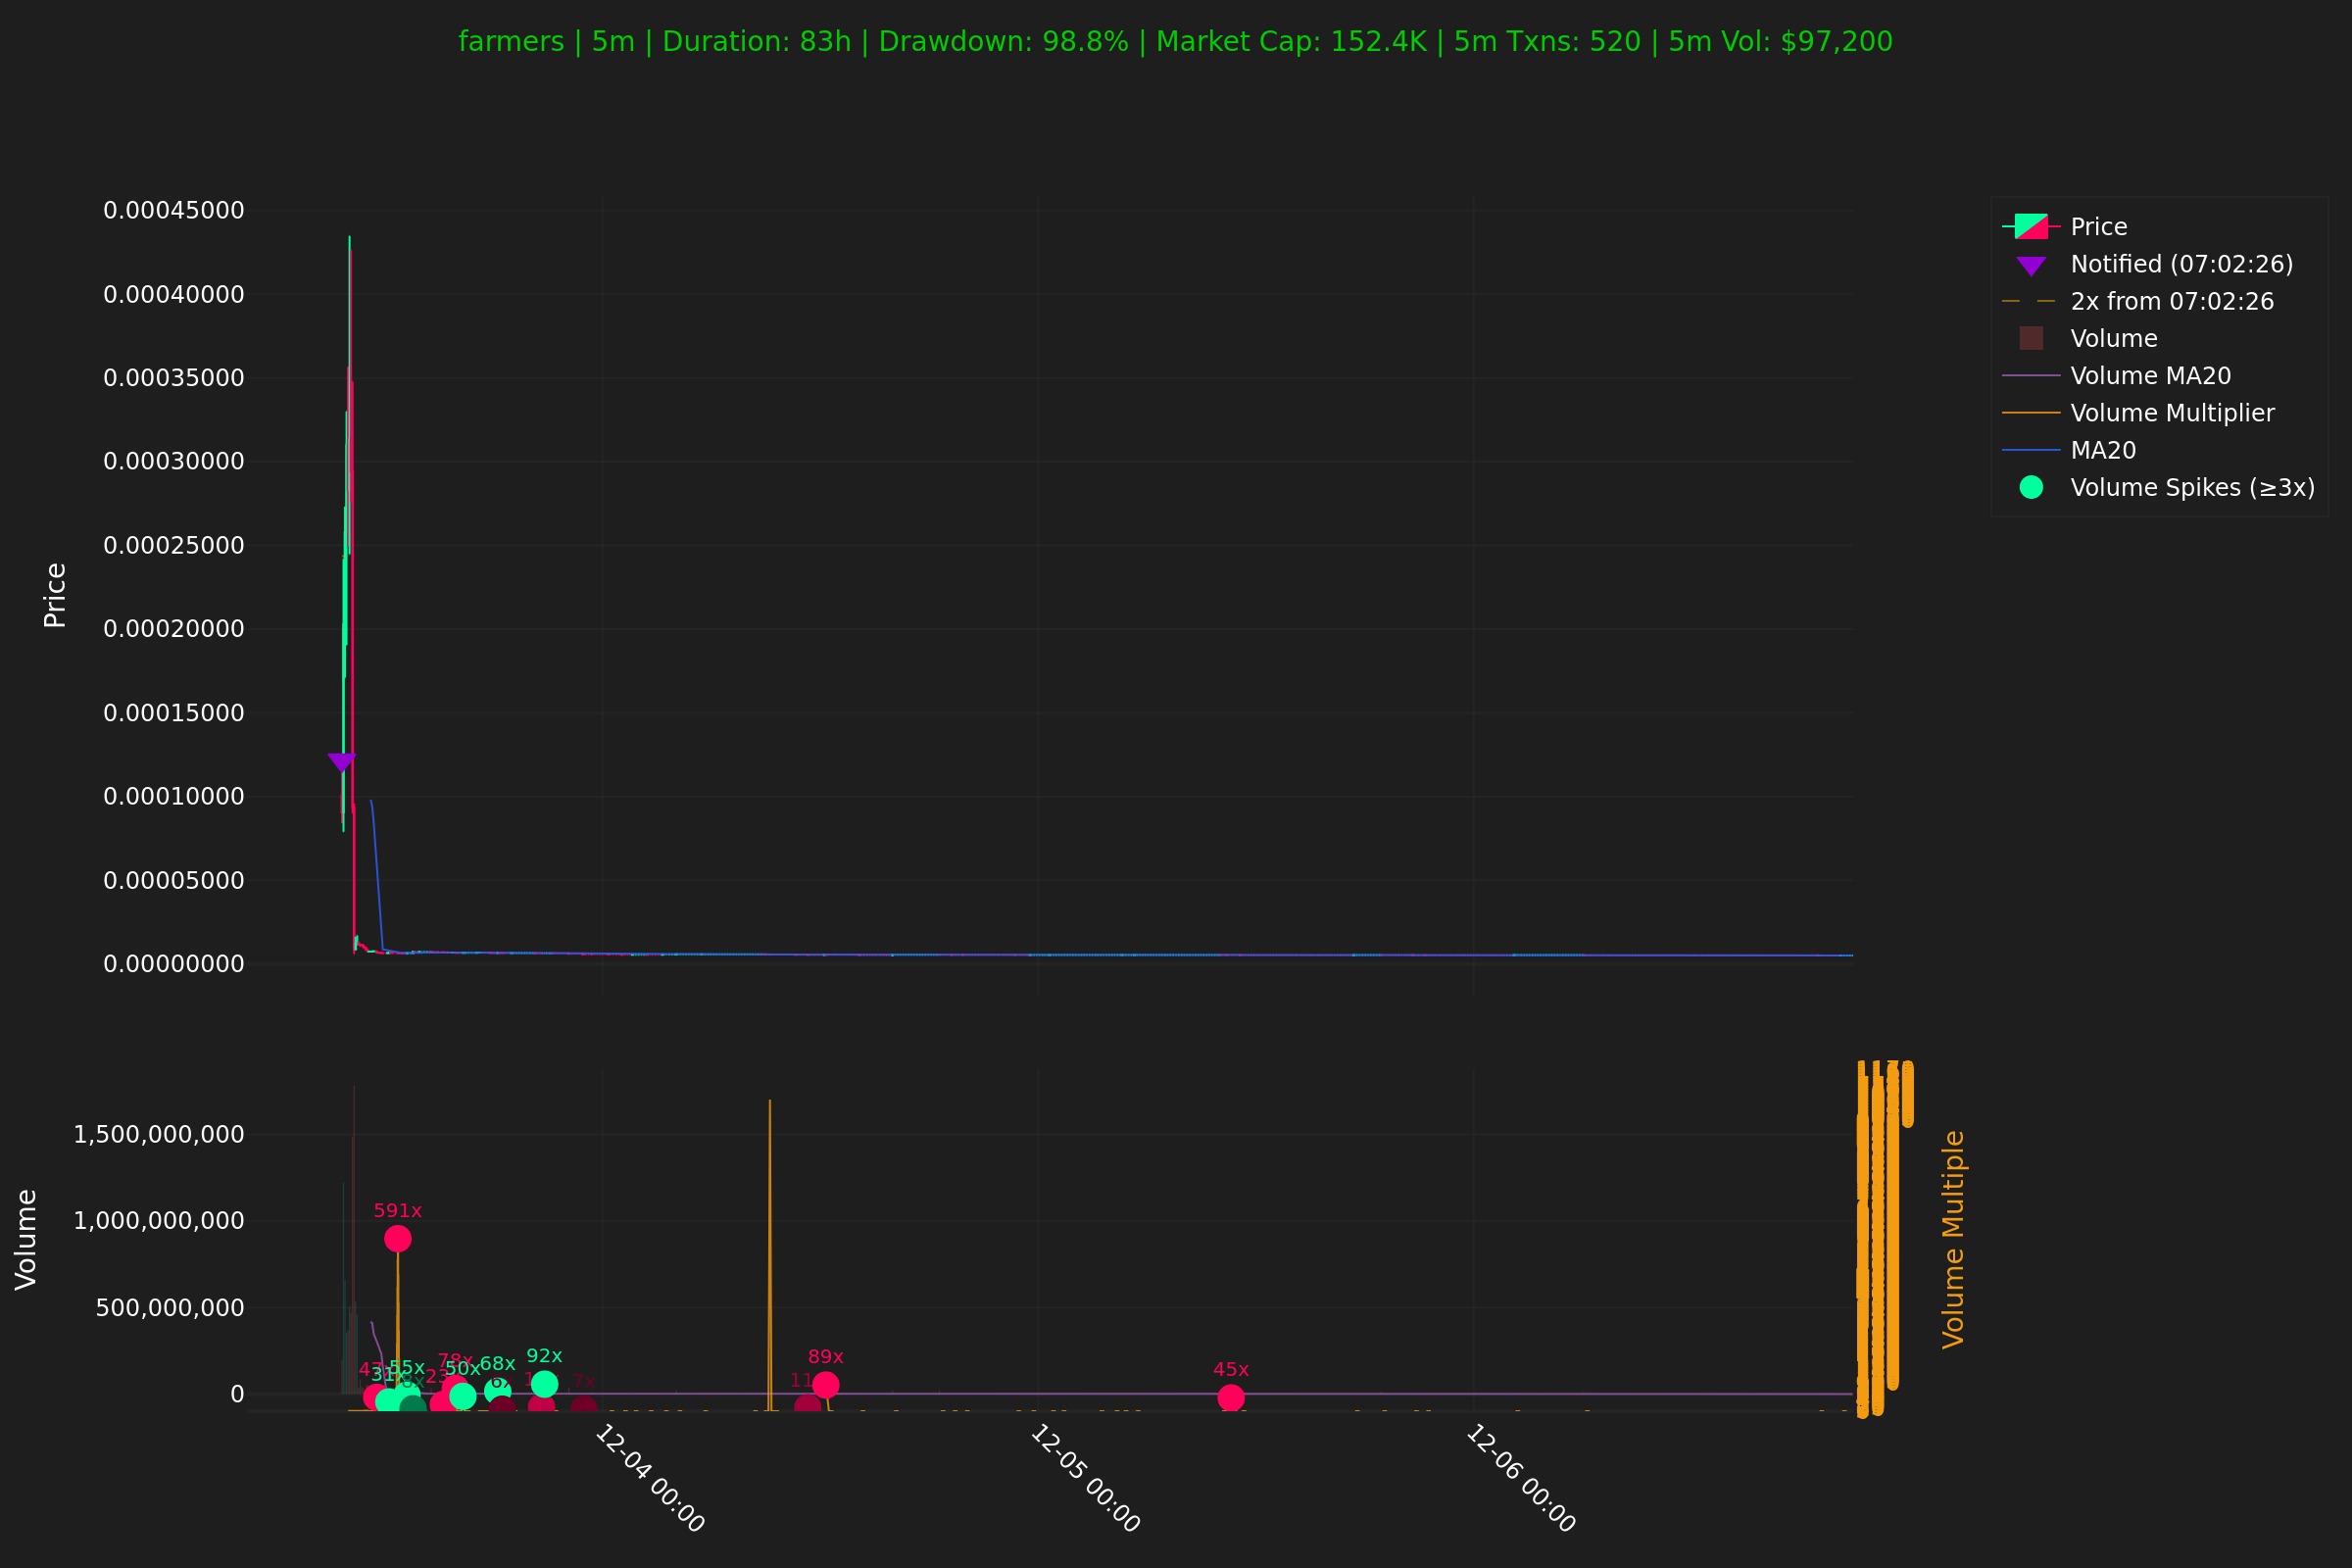 farmers | 5m | Duration: 83h | Drawdown: 98.8% | Market Cap: 152.4K | 5m Txns: 520 | 5m Vol: $97,200
0.00045000
0.00040000
0.00035000
0.00030000
0.00025000
0.00020000
0.00015000
0.00010000
0.00005000
0.00000000
Price
Price
Notified (07:02:26)
2x from 07:02:26
Volume
Volume MA20
Volume Multiplier
MA20
Volume Spikes (≥3x)
1,500,000,000
1,000,000,000
500,000,000
0
Volume
591x
31x
55x
78x
50x
68x
6x
92x
7x
89x
45x
Volume Multiple
12-04 00:00
12-05 00:00
12-06 00:00